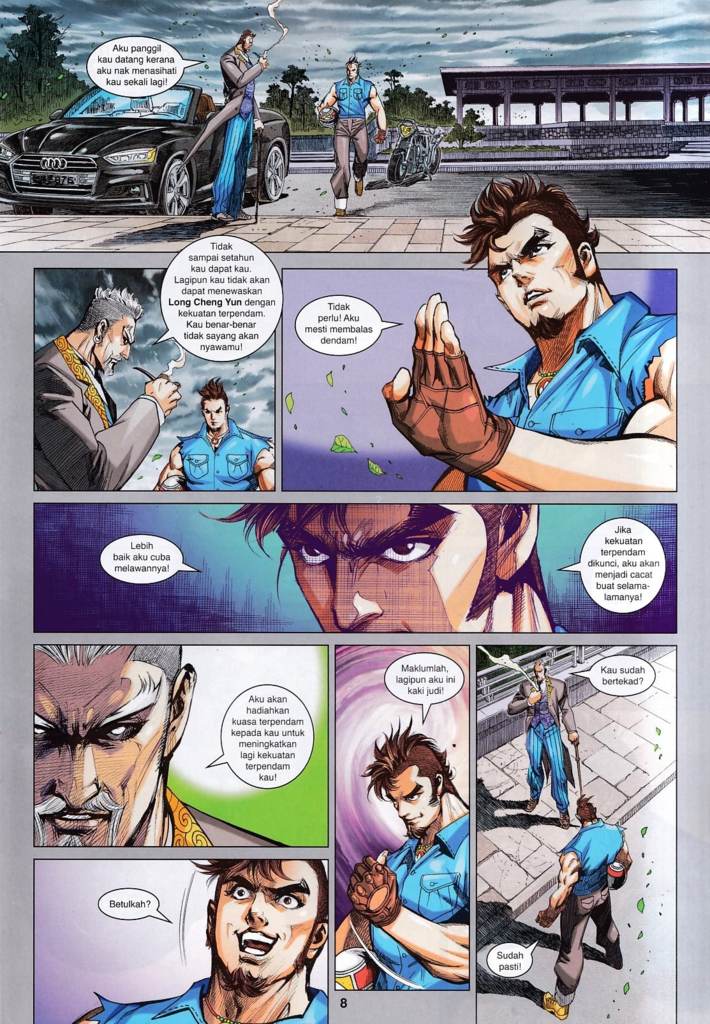 Aku panggil
kau datang kerana
aku nak menasihati
kau sekali lagi!
Tidak
sampai setahun
kau dapat kau.
Lagipun kau tidak akan
dapat menewaskan
Long Cheng Yun dengan
kekuatan terpendam.
Kau benar-benar
tidak sayang akan
nyawamu!
Tidak
perlu! Aku
mesti membalas
dendam!
Lebih
baik aku cuba
melawannya!
Jika
kekuatan
terpendam
dikunci, aku akan
menjadi cacat
buat selama-
lamanya!
Aku akan
hadiahkan
kuasa terpendam
kepada kau untuk
meningkatkan
lagi kekuatan
terpendam
kau!
Betulkah?
Maklumlah,
lagipun aku ini
kaki judi!
Kau sudah
bertekad?
Sudah
pasti!
8